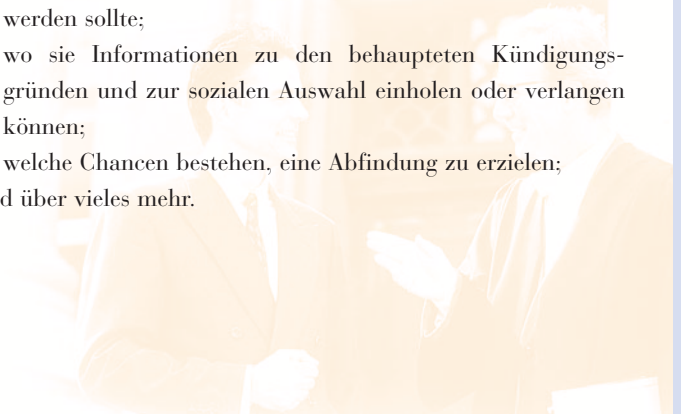 werden sollte;
wo sie Informationen zu den behaupteten Kündigungs-
gründen und zur sozialen Auswahl einholen oder verlangen
können;
welche Chancen bestehen, eine Abfindung zu erzielen;
d über vieles mehr.